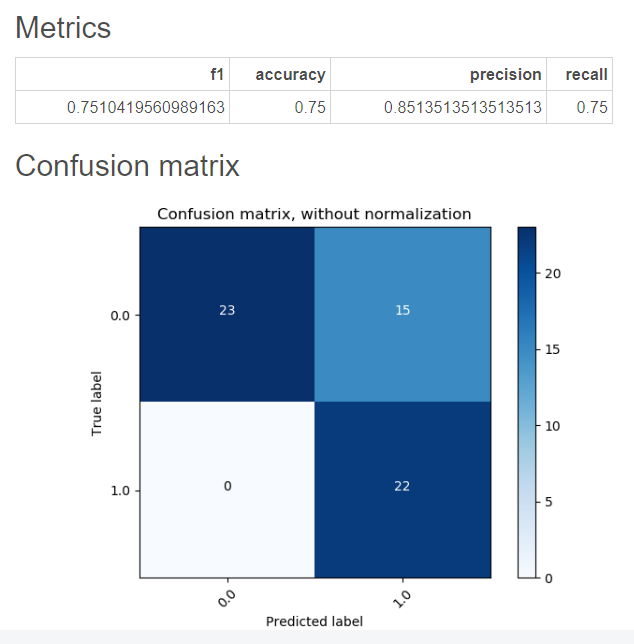 Metrics
f1 accuracy precision recall
0.7510419560989163 0.75 0.8513513513513513 0.75
Confusion matrix
Confusion matrix, without normalization
True label
0.0
23 15
1.0
0 22
0.0 1.0
Predicted label
20
15
10
5
0